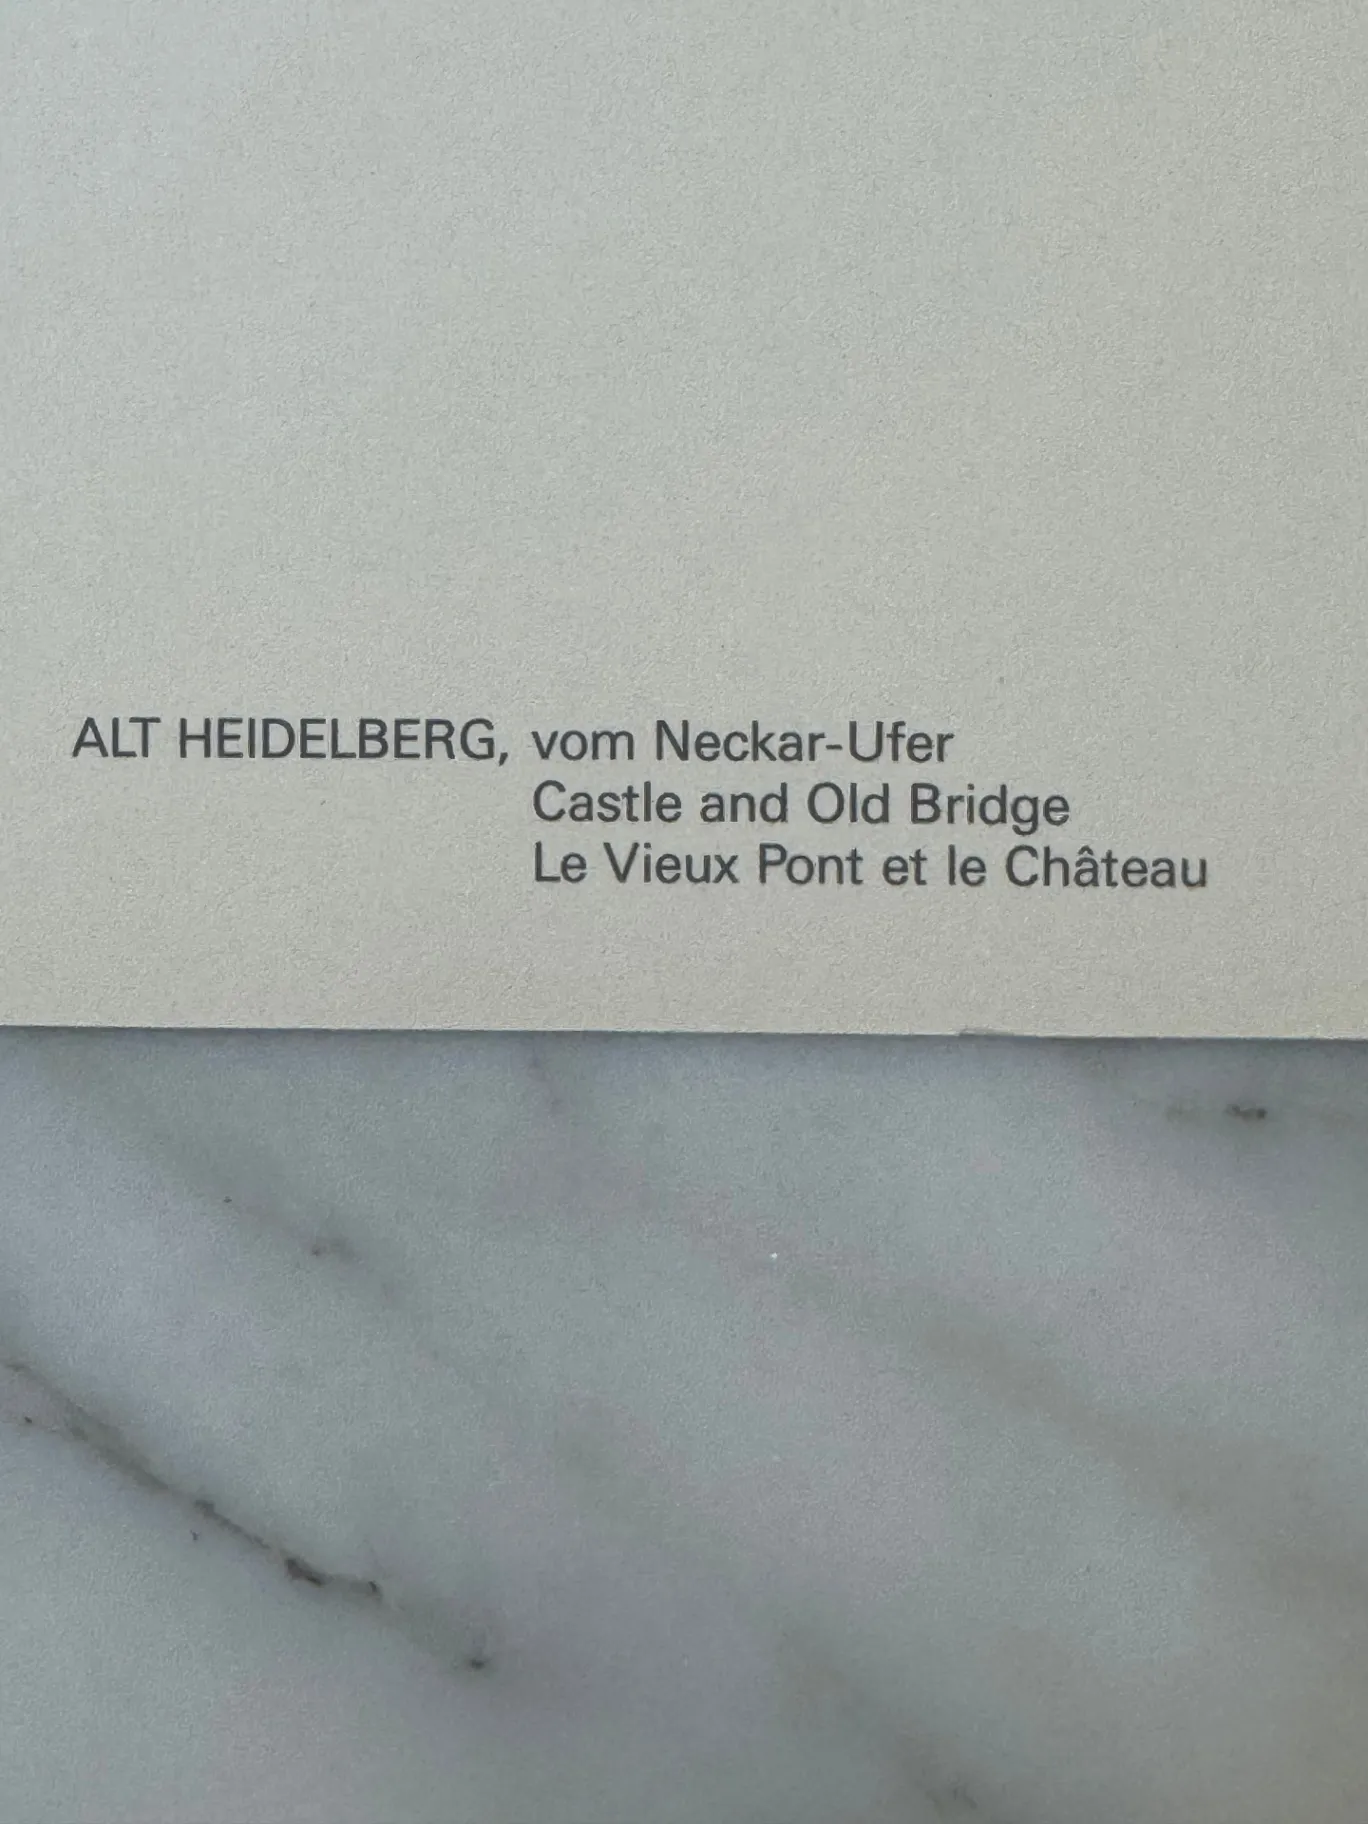 ALT HEIDELBERG, vom Neckar-Ufer
Castle and Old Bridge
Le Vieux Pont et le Château